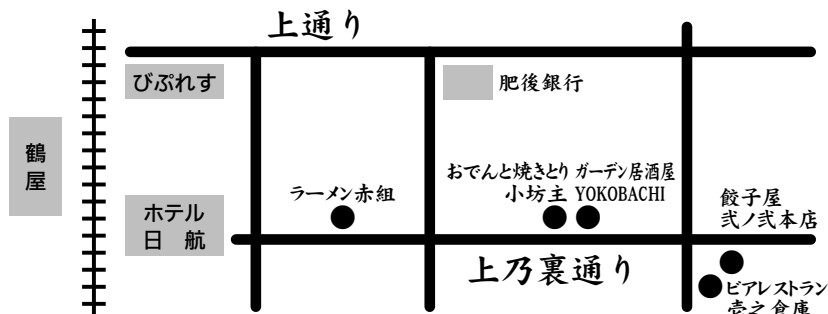 上通り
びぷれす
肥後銀行
鶴屋
おでんと焼きとり ガーデン居酒屋
小坊主 YOKOBACHI
ラーメン赤組
餃子屋
弐ノ弐本店
ホテル
日 航
上乃裏通り
ビアレストラン
壱之倉庫